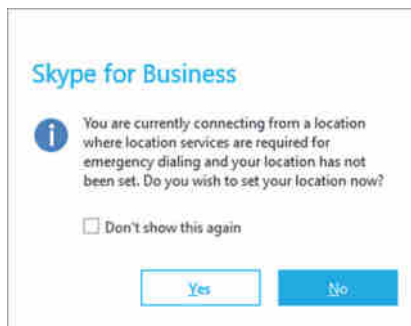 Skype for Business
You are currently connecting from a location
where location services are required for
emergency dialing and your location has not
been set. Do you wish to set your location now?
Don't show this again
Yes
No